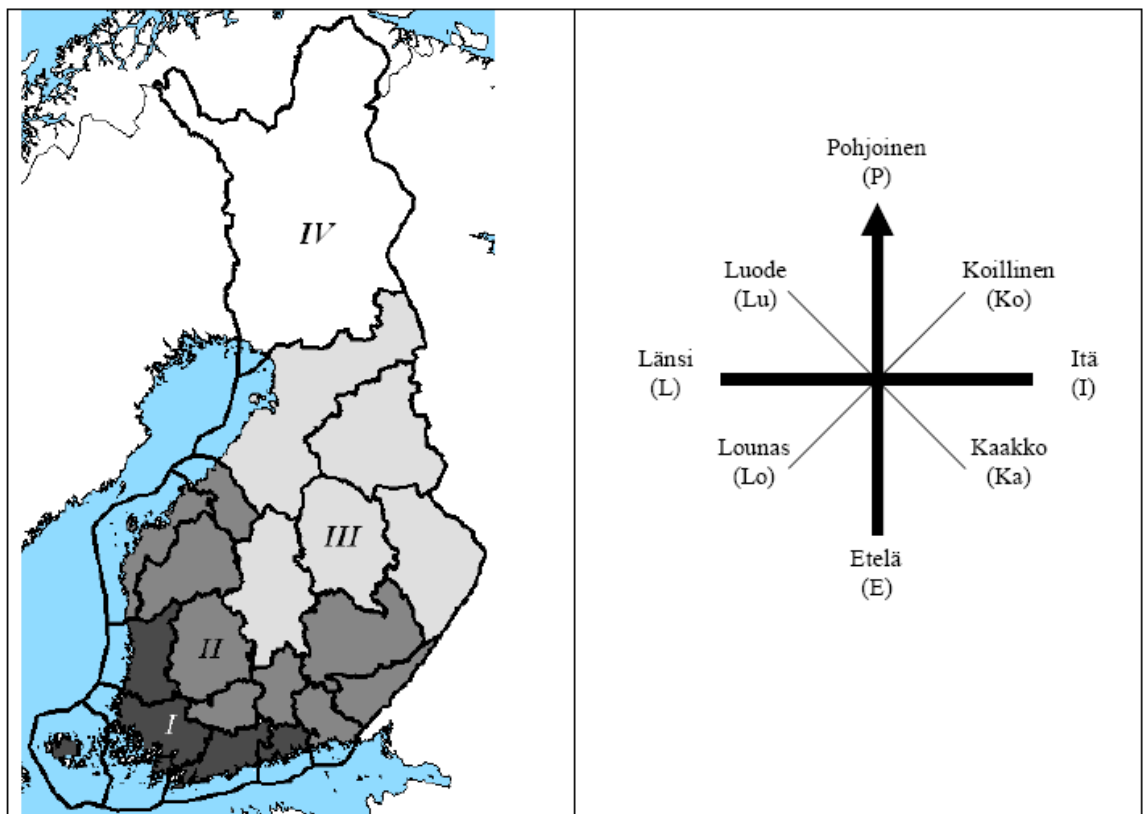 IV
III
II
I
Pohjoinen
(P)
Luode
(Lu)
Koillinen
(Ko)
Länsi
(L)
Itä
(I)
Lounas
(Lo)
Kaakko
(Ka)
Etelä
(E)